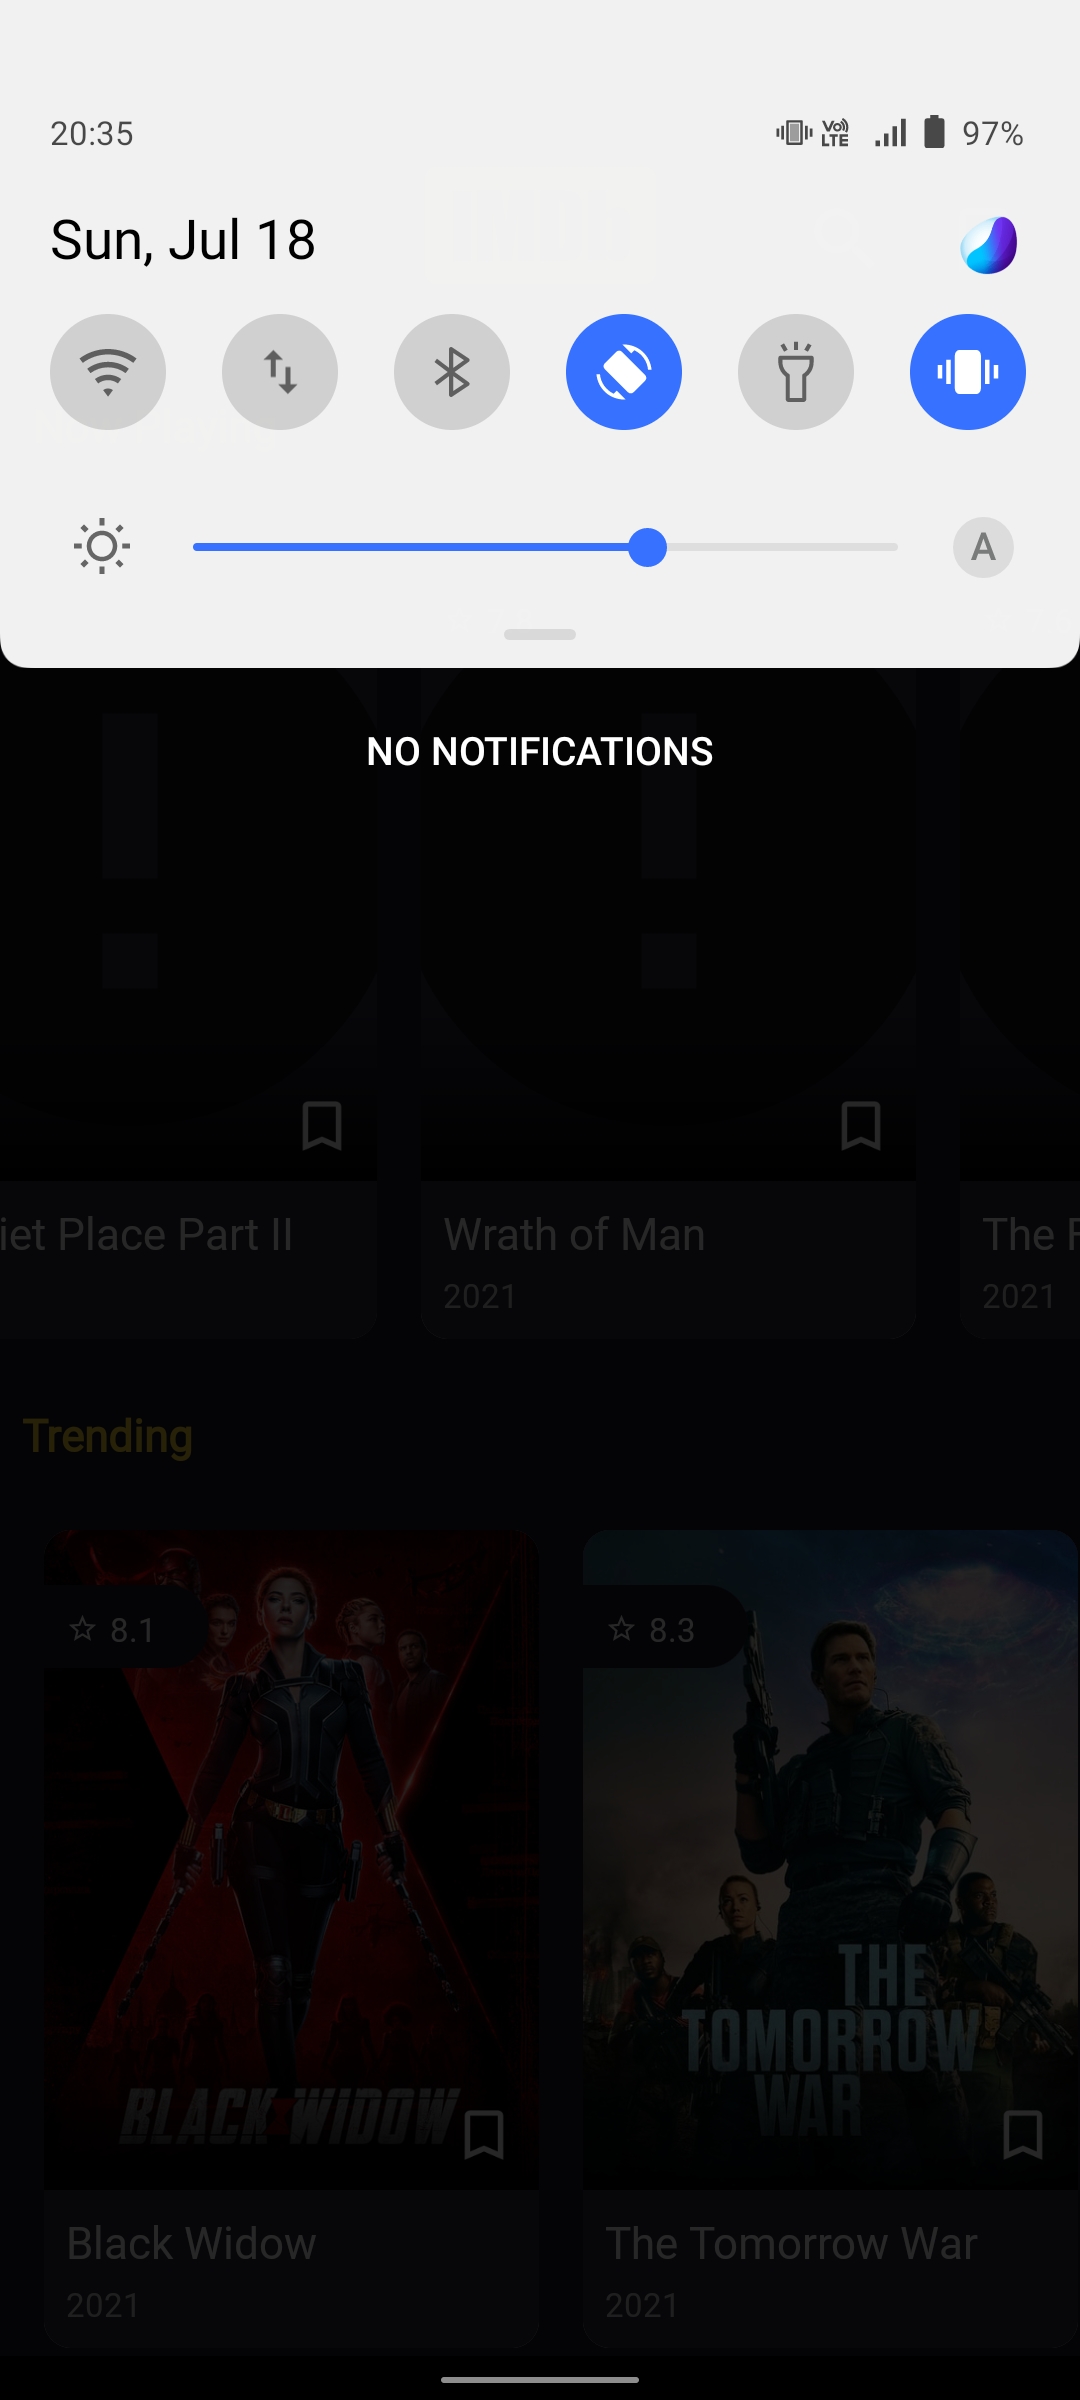 20:35
Vo)) LTE
97%
Sun, Jul 18
Playing
A
NO NOTIFICATIONS
iet Place Part II
Wrath of Man
2021
The
2021
Trending
8.1
8.3
BLACK WIDOW
THE
TOMORROW
WAR
Black Widow
2021
The Tomorrow War
2021